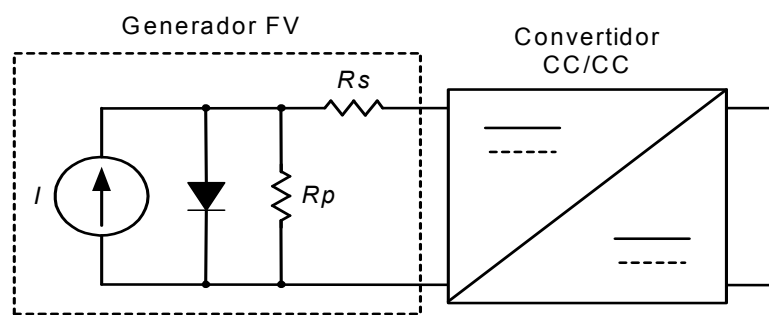 Generador FV
Convertidor
CC/CC
Rs
I
Rp